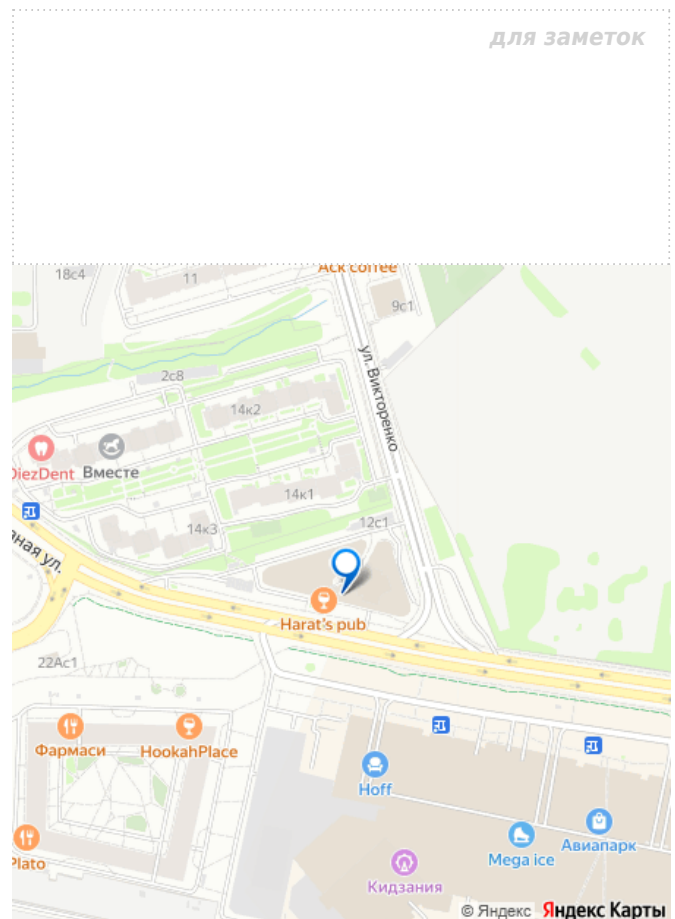 для заметок
Аск coffee
18с4
11
9с1
ул. Викторенко
2с8
14к2
DiezDent
Вместе
14к1
12с1
14к3
ная ул.
Harat's pub
22Ас1
Фармаси
HookahPlace
Hoff
Plato
Mega ice
Авиапарк
Кидзания
© Яндекс Яндекс Карты